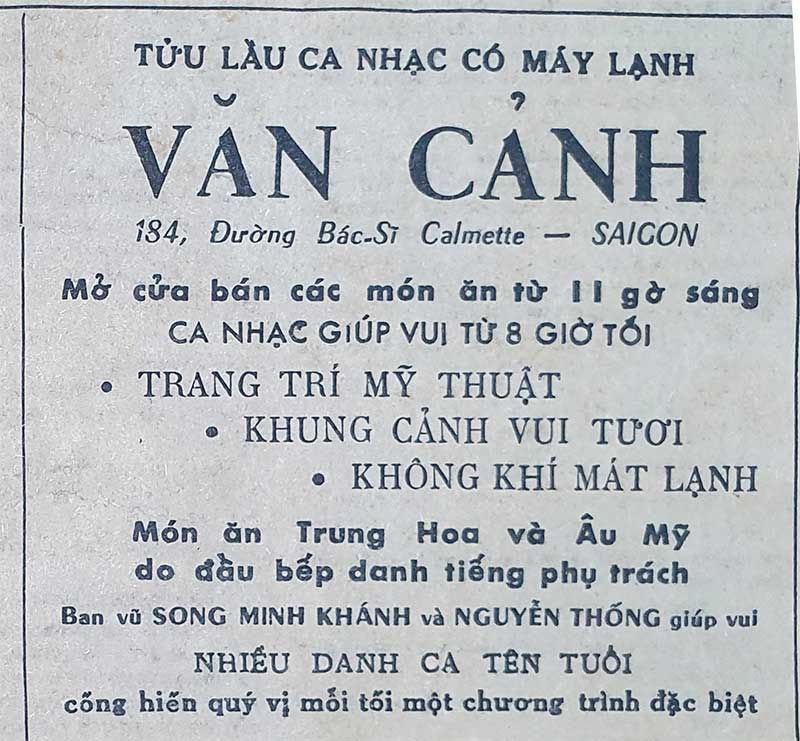 TỬU LẦU CA NHẠC CÓ MÁY LẠNH
VĂN CẢNH
184, Đường Bác-Sĩ Calmette — SAIGON
Mở cửa bán các món ăn từ 11 gờ sáng
CA NHẠC GIÚP VUI TỪ 8 GIỜ TỐI
• TRANG TRÍ MỸ THUẬT
• KHUNG CẢNH VUI TƯƠI
• KHÔNG KHÍ MÁT LẠNH
Món ăn Trung Hoa và Âu Mỹ
do đầu bếp danh tiếng phụ trách
Ban vũ SONG MINH KHÁNH và NGUYỄN THỐNG giúp vui
NHIỀU DANH CA TÊN TUỔI
cống hiến quý vị mỗi tối một chương trình đặc biệt